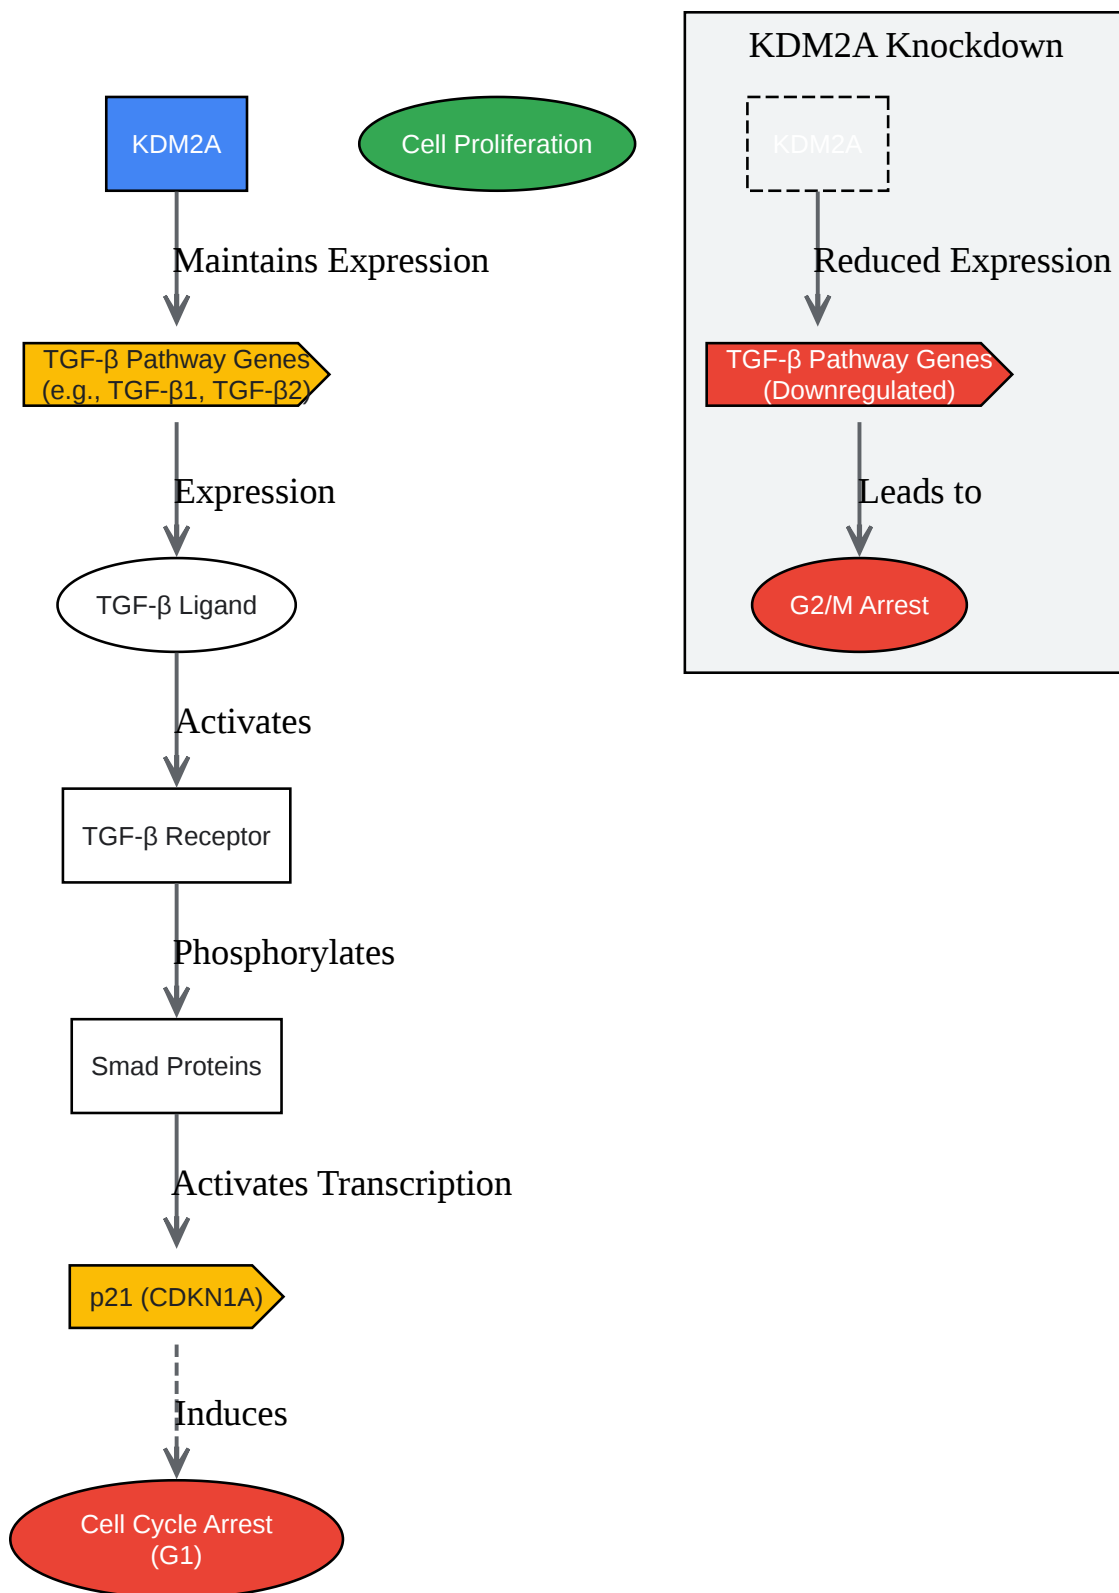 KDM2A
Cell Proliferation
Maintains Expression
TGF-β Pathway Genes
(e.g., TGF-β1, TGF-β2)
Expression
TGF-β Ligand
Activates
TGF-β Receptor
Phosphorylates
Smad Proteins
Activates Transcription
p21 (CDKN1A)
Induces
Cell Cycle Arrest
(G1)
KDM2A Knockdown
KDM2A
Reduced Expression
TGF-β Pathway Genes
(Downregulated)
Leads to
G2/M Arrest